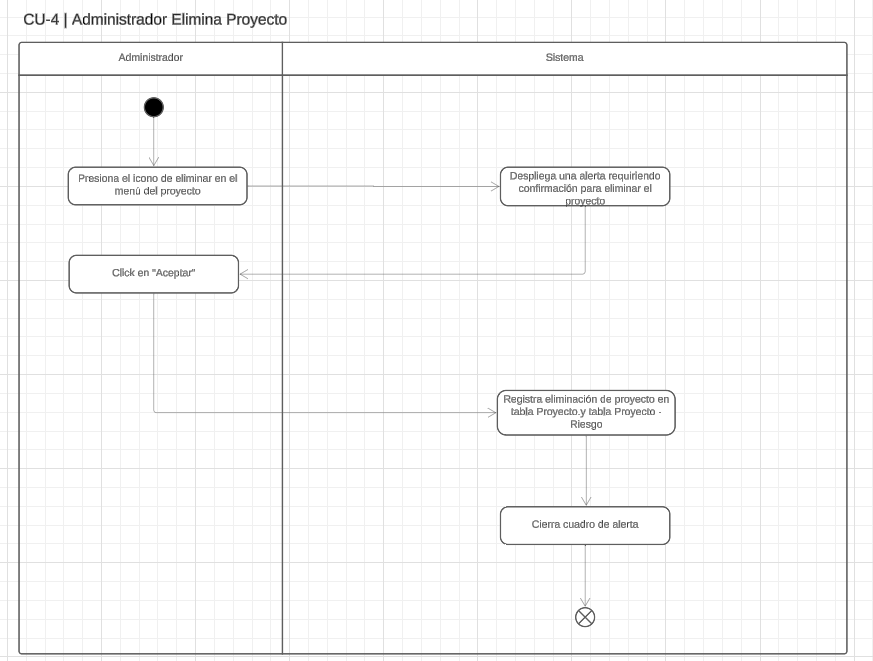 CU-4 | Administrador Elimina Proyecto
Administrador
Sistema
Presiona el icono de eliminar en el
menú del proyecto
Despliega una alerta requiriendo
confirmación para eliminar el
proyecto
Click en "Aceptar"
Registra eliminación de proyecto en
tabla Proyecto y tabla Proyecto -
Riesgo
Cierra cuadro de alerta